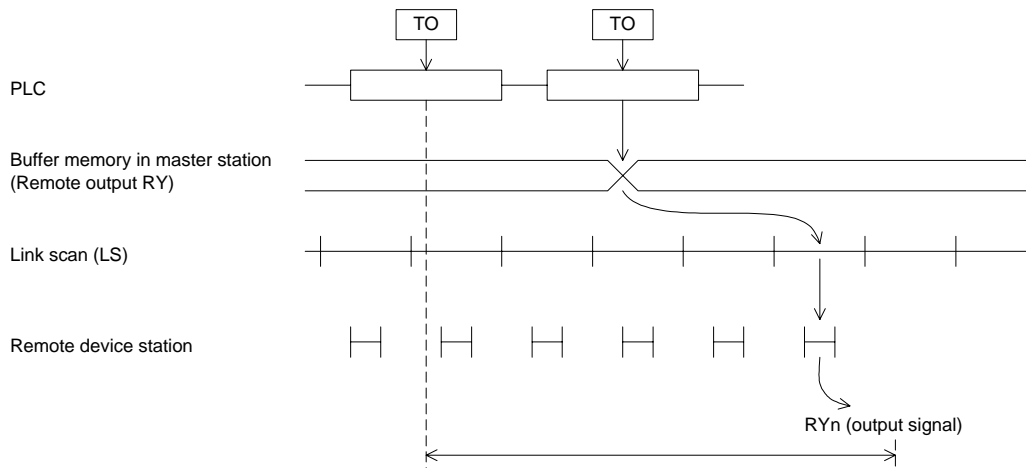 TO
TO
PLC
Buffer memory in master station
(Remote output RY)
Link scan (LS)
Remote device station
RYn (output signal)